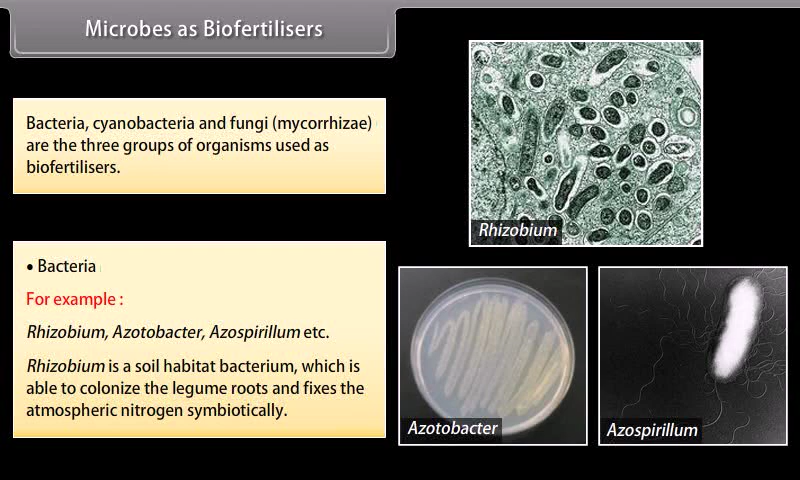 Microbes as Biofertilisers
Bacteria, cyanobacteria and fungi (mycorrhizae)
are the three groups of organisms used as
biofertilisers.
• Bacteria
For example :
Rhizobium, Azotobacter, Azospirillum etc.
Rhizobium is a soil habitat bacterium, which is
able to colonize the legume roots and fixes the
atmospheric nitrogen symbiotically.
Rhizobium
Azotobacter
Azospirillum